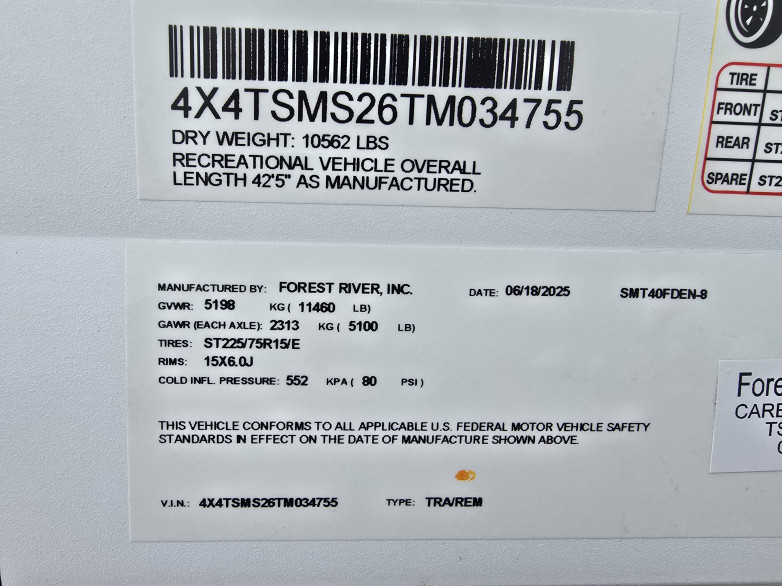 4X4TSMS26TM034755
DRY WEIGHT: 10562 LBS
RECREATIONAL VEHICLE OVERALL
LENGTH 42'5" AS MANUFACTURED.
TIRE
FRONT
REAR
SPARE ST2
MANUFACTURED BY: FOREST RIVER, INC. DATE: 06/18/2025 SMT40FDEN-8
GVWR: 5198 KG ( 11460 LB)
GAWR (EACH AXLE): 2313 KG ( 5100 LB)
TIRES: ST225/75R15/E
RIMS: 15X6.0J
COLD INFL. PRESSURE: 552 KPA ( 80 PSI )
THIS VEHICLE CONFORMS TO ALL APPLICABLE U.S. FEDERAL MOTOR VEHICLE SAFETY
STANDARDS IN EFFECT ON THE DATE OF MANUFACTURE SHOWN ABOVE.
V.I.N.: 4X4TSMS26TM034755 TYPE: TRA/REM
Fore
CARB
TS